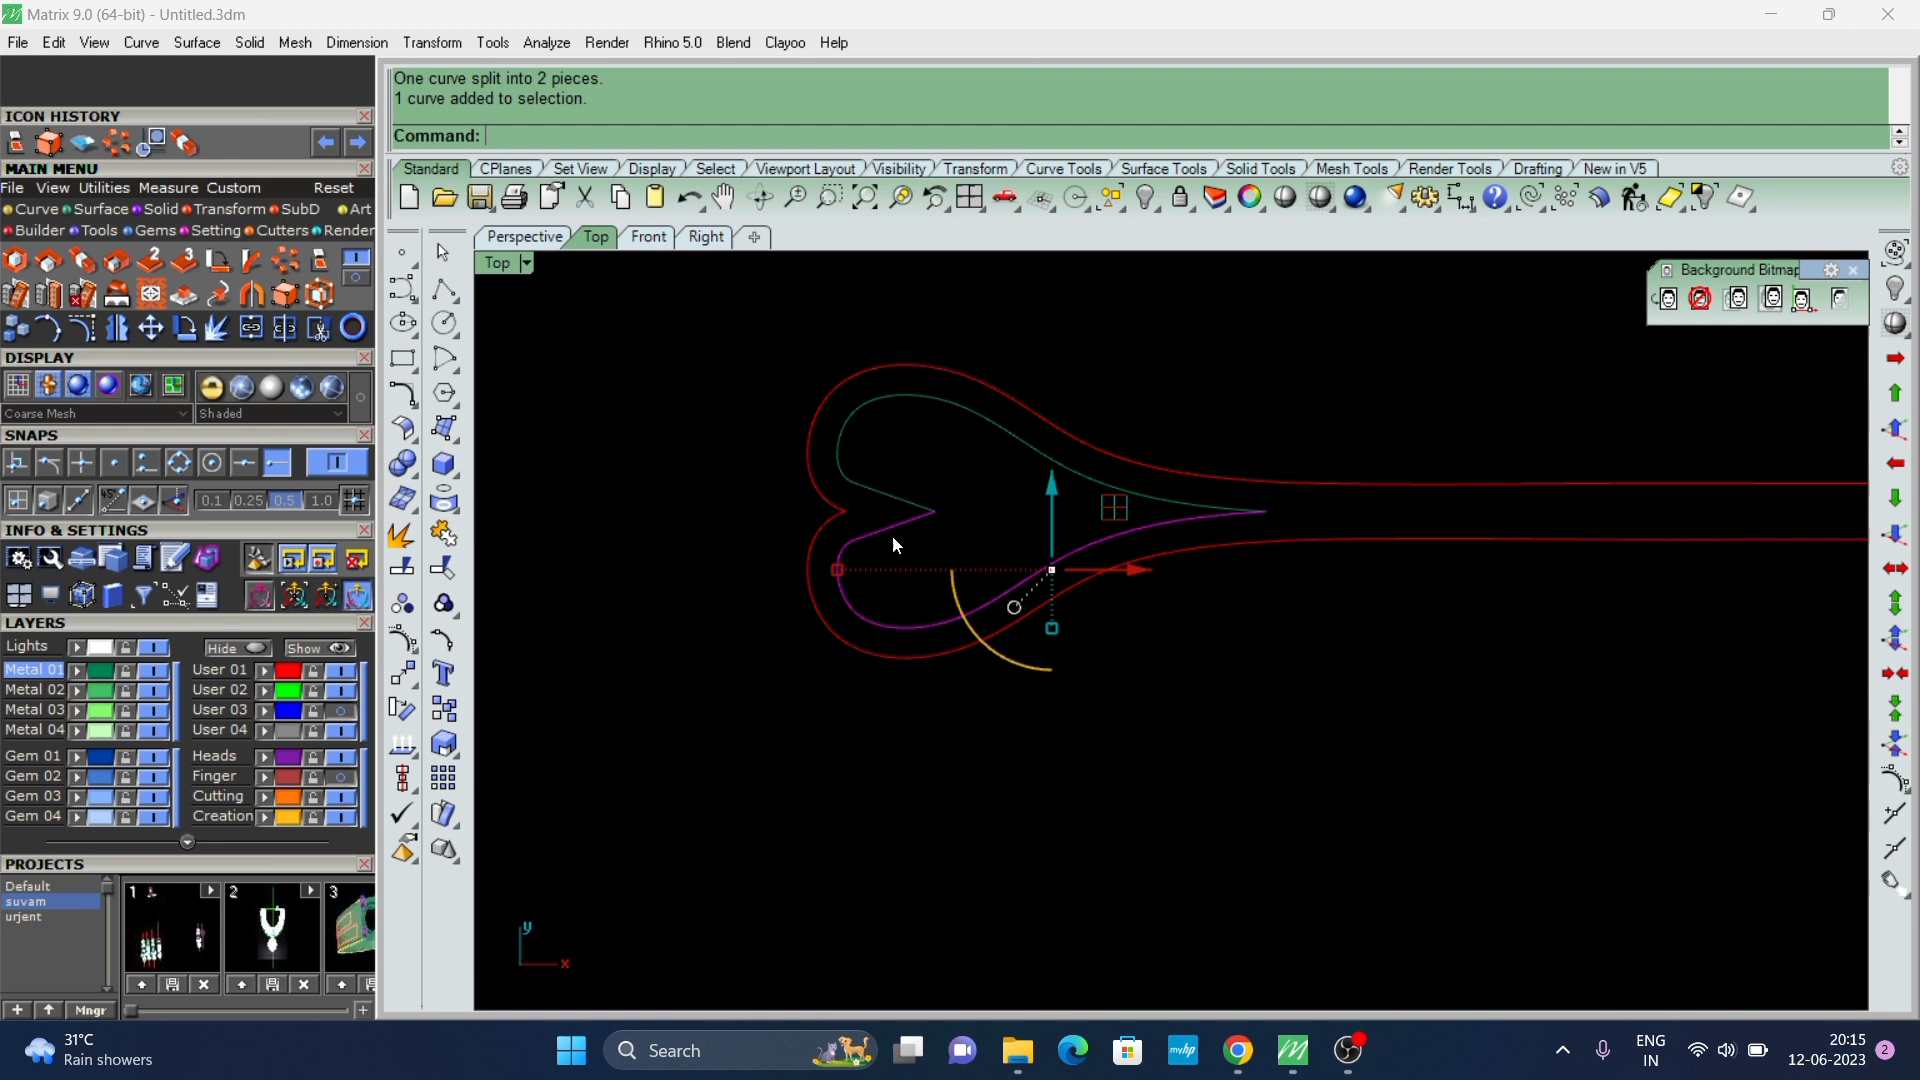 Matrix 9.0 (64-bit) - Untitled.3dm
File Edit View Curve Surface Solid Mesh Dimension Transform Tools Analyze Render Rhino 5.0 Blend Clayoo Help
One curve split into 2 pieces.
1 curve added to selection.
Command:
ICON HISTORY
MAIN MENU
File View Utilities Measure Custom Reset
Curve Surface Solid Transform SubD Art
Builder Tools Gems Setting Cutters Render
Standard CPlanes Set View Display Select Viewport Layout Visibility Transform Curve Tools Surface Tools Solid Tools Mesh Tools Render Tools Drafting New in V5
Perspective Top Front Right
Top
Background Bitmap
DISPLAY
Coarse Mesh Shaded
SNAPS
0.1 0.25 0.5 1.0
INFO & SETTINGS
LAYERS
Lights Hide Show
Metal 01 User 01
Metal 02 User 02
Metal 03 User 03
Metal 04 User 04
Gem 01 Heads
Gem 02 Finger
Gem 03 Cutting
Gem 04 Creation
PROJECTS
Default
suvam
urjent
1 2 3
Mngr
y
x
31°C
Rain showers
Search
myhp
ENG
IN
20:15
12-06-2023
2